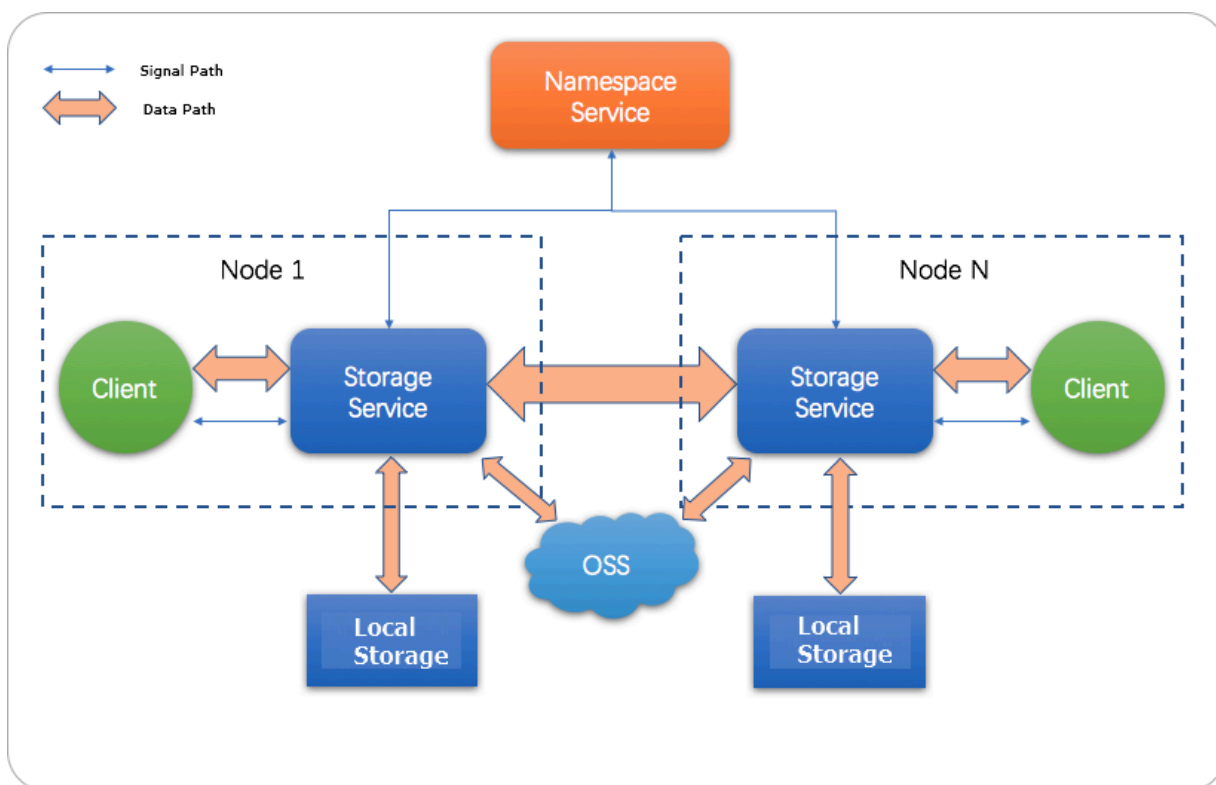 Signal Path
Data Path
Namespace
Service
Node 1
Node N
Client
Storage
Service
Storage
Service
Client
OSS
Local
Storage
Local
Storage